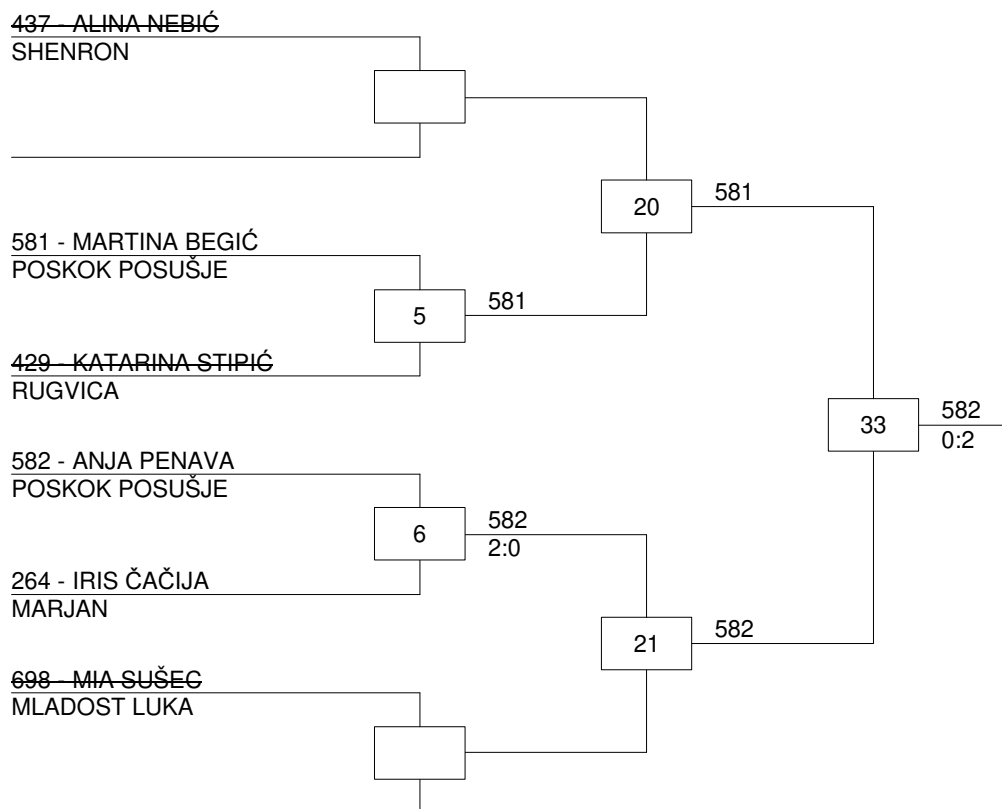 437 - ALINA NEBIĆ
SHENRON
20
581
581 - MARTINA BEGIĆ
POSKOK POSUŠJE
5
581
429 - KATARINA STIPIĆ
RUGVICA
33
582
0:2
582 - ANJA PENAVA
POSKOK POSUŠJE
6
582
2:0
264 - IRIS ČAČIJA
MARJAN
21
582
698 - MIA SUŠEC
MLADOST LUKA